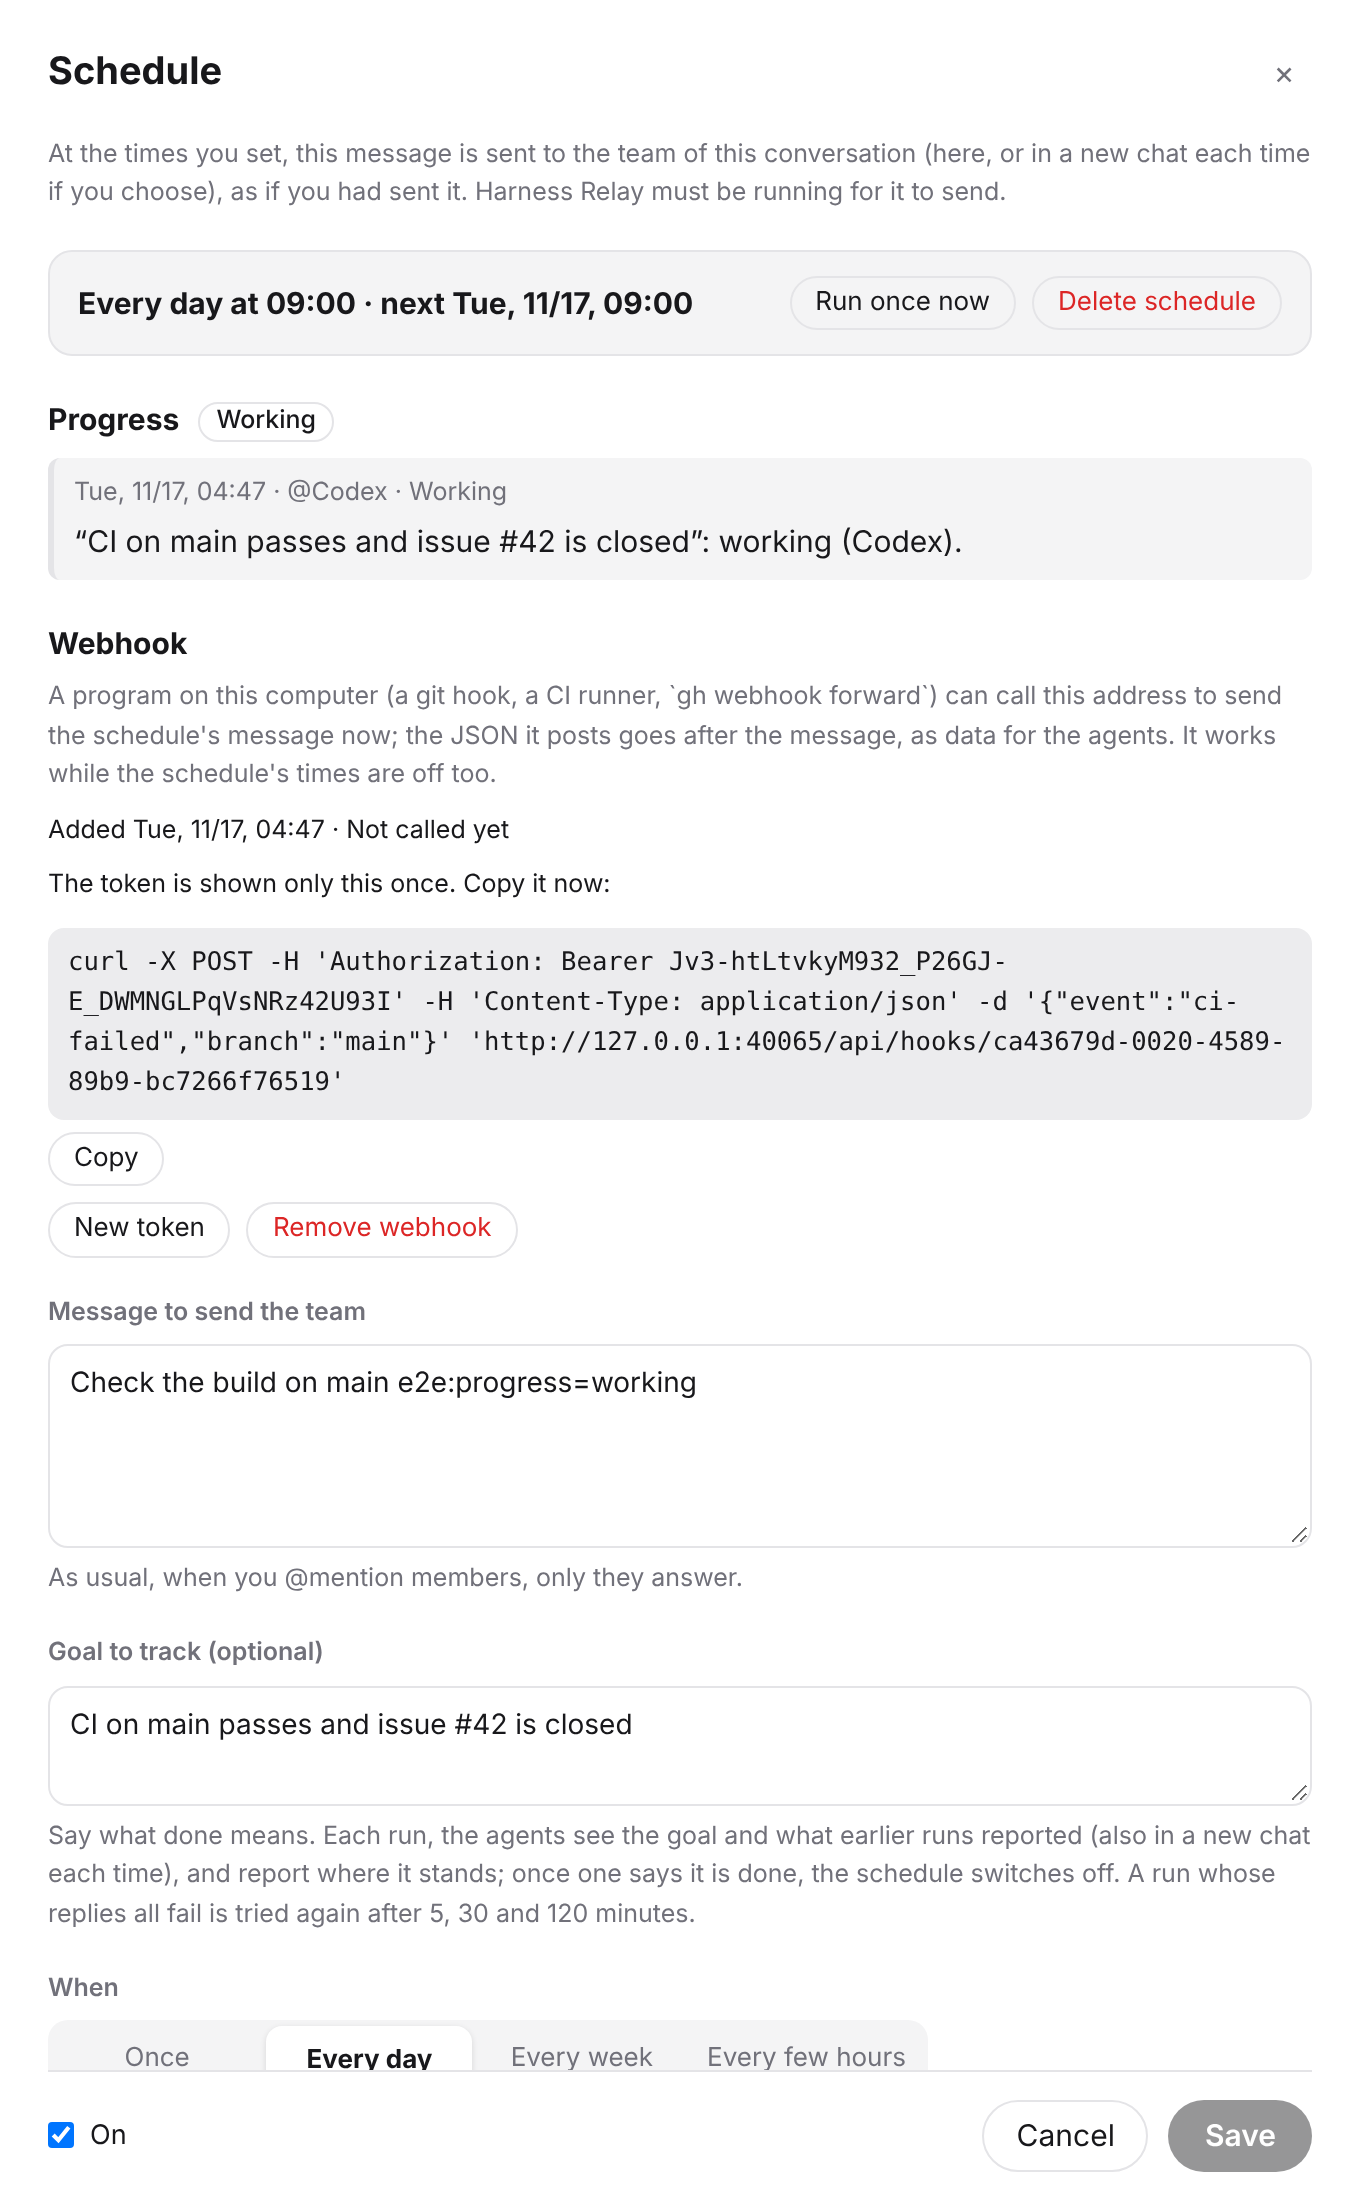 Schedule
×
At the times you set, this message is sent to the team of this conversation (here, or in a new chat each time
if you choose), as if you had sent it. Harness Relay must be running for it to send.
Every day at 09:00 · next Tue, 11/17, 09:00
Run once now
Delete schedule
Progress
Working
Tue, 11/17, 04:47 · @Codex · Working
“CI on main passes and issue #42 is closed”: working (Codex).
Webhook
A program on this computer (a git hook, a CI runner, `gh webhook forward`) can call this address to send
the schedule's message now; the JSON it posts goes after the message, as data for the agents. It works
while the schedule's times are off too.
Added Tue, 11/17, 04:47 · Not called yet
The token is shown only this once. Copy it now:
curl -X POST -H 'Authorization: Bearer Jv3-htLtvkyM932_P26GJ-
E_DWMNGLPqVsNRz42U93I' -H 'Content-Type: application/json' -d '{"event":"ci-
failed","branch":"main"}' 'http://127.0.0.1:40065/api/hooks/ca43679d-0020-4589-
89b9-bc7266f76519'
Copy
New token
Remove webhook
Message to send the team
Check the build on main e2e:progress=working
As usual, when you @mention members, only they answer.
Goal to track (optional)
CI on main passes and issue #42 is closed
Say what done means. Each run, the agents see the goal and what earlier runs reported (also in a new chat
each time), and report where it stands; once one says it is done, the schedule switches off. A run whose
replies all fail is tried again after 5, 30 and 120 minutes.
When
Once
Every day
Every week
Every few hours
On
Cancel
Save